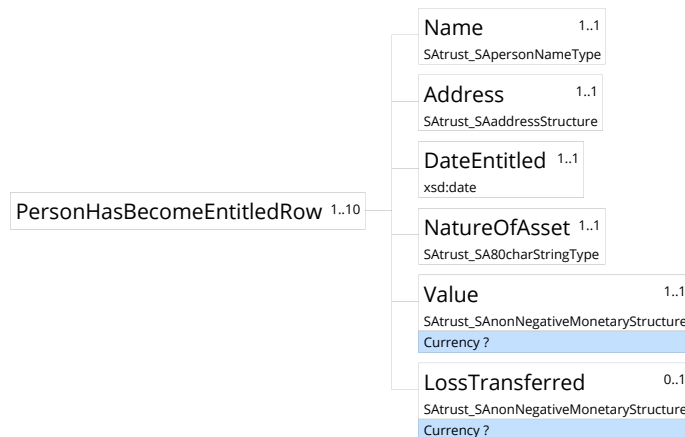 Name 1..1
SAtrust_SApersonNameType
Address 1..1
SAtrust_SAaddressStructure
DateEntitled 1..1
xsd:date
PersonHasBecomeEntitledRow 1..10
NatureOfAsset 1..1
SAtrust_SA80charStringType
Value 1..1
SAtrust_SAnonNegativeMonetaryStructure
Currency ?
LossTransferred 0..1
SAtrust_SAnonNegativeMonetaryStructure
Currency ?